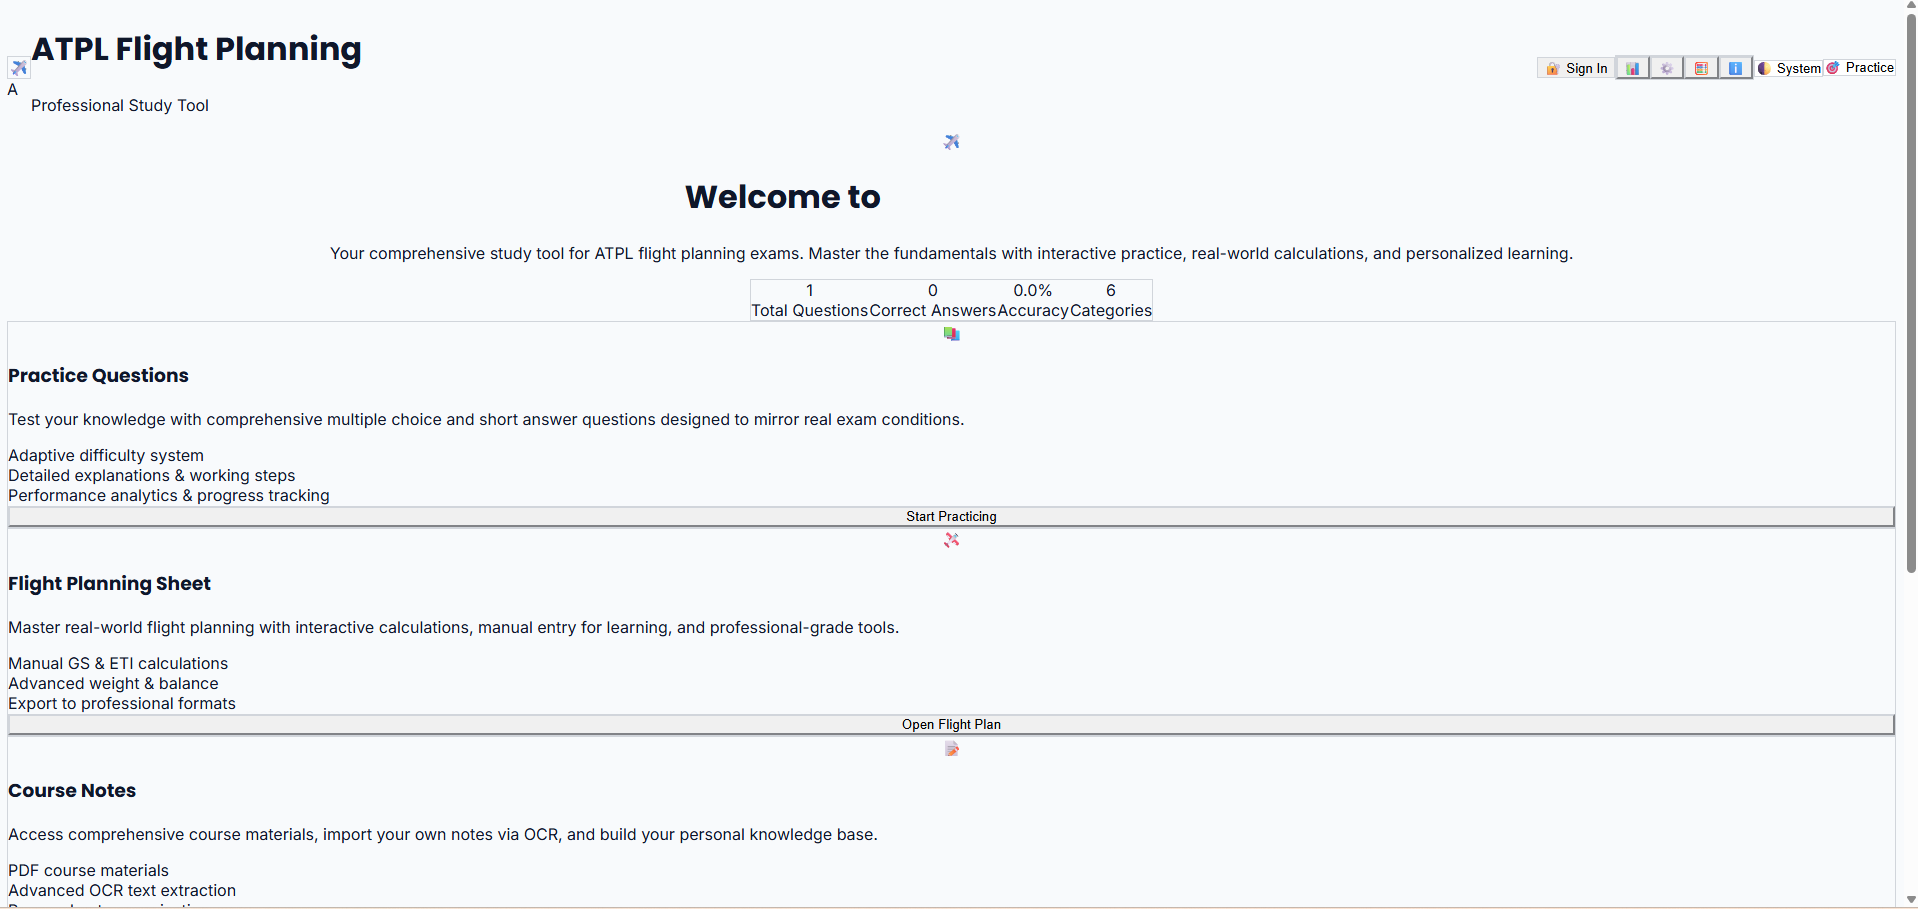 ATPL Flight Planning
A
Professional Study Tool
Sign In
System
Practice
Welcome to
Your comprehensive study tool for ATPL flight planning exams. Master the fundamentals with interactive practice, real-world calculations, and personalized learning.
1 0 0.0% 6
Total Questions Correct Answers Accuracy Categories
Practice Questions
Test your knowledge with comprehensive multiple choice and short answer questions designed to mirror real exam conditions.
Adaptive difficulty system
Detailed explanations & working steps
Performance analytics & progress tracking
Start Practicing
Flight Planning Sheet
Master real-world flight planning with interactive calculations, manual entry for learning, and professional-grade tools.
Manual GS & ETI calculations
Advanced weight & balance
Export to professional formats
Open Flight Plan
Course Notes
Access comprehensive course materials, import your own notes via OCR, and build your personal knowledge base.
PDF course materials
Advanced OCR text extraction